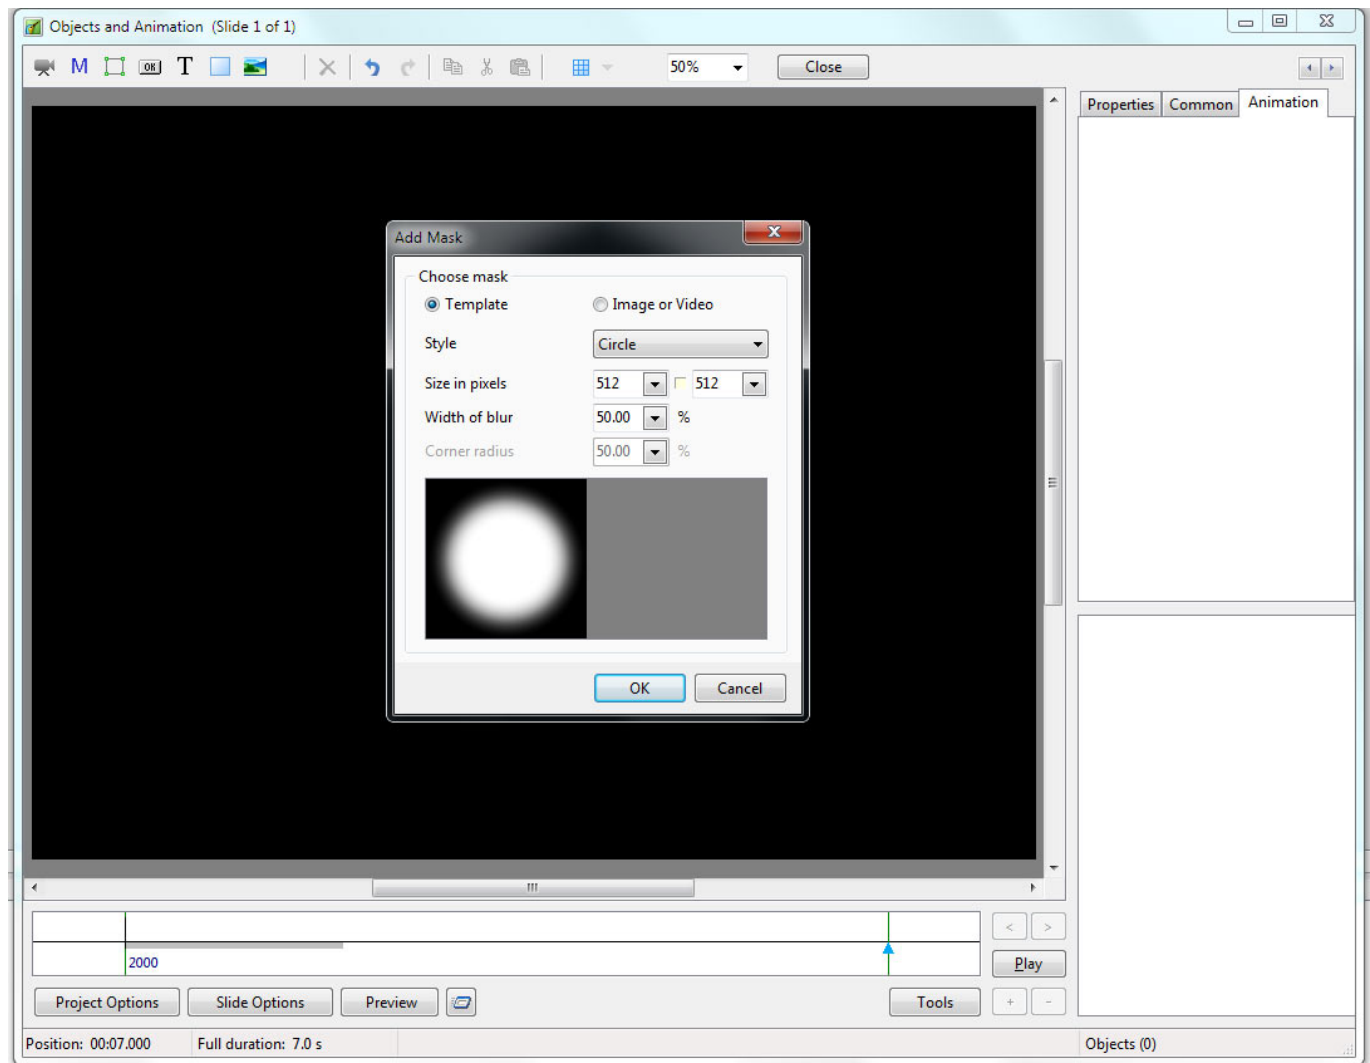 Objects and Animation (Slide 1 of 1)
M OK T 50% Close
Properties Common Animation
Add Mask
Choose mask
Template Image or Video
Style Circle
Size in pixels 512 512
Width of blur 50.00 %
Corner radius 50.00 %
OK Cancel
< >
2000
Play
Project Options Slide Options Preview Tools + -
Position: 00:07.000 Full duration: 7.0 s Objects (0)